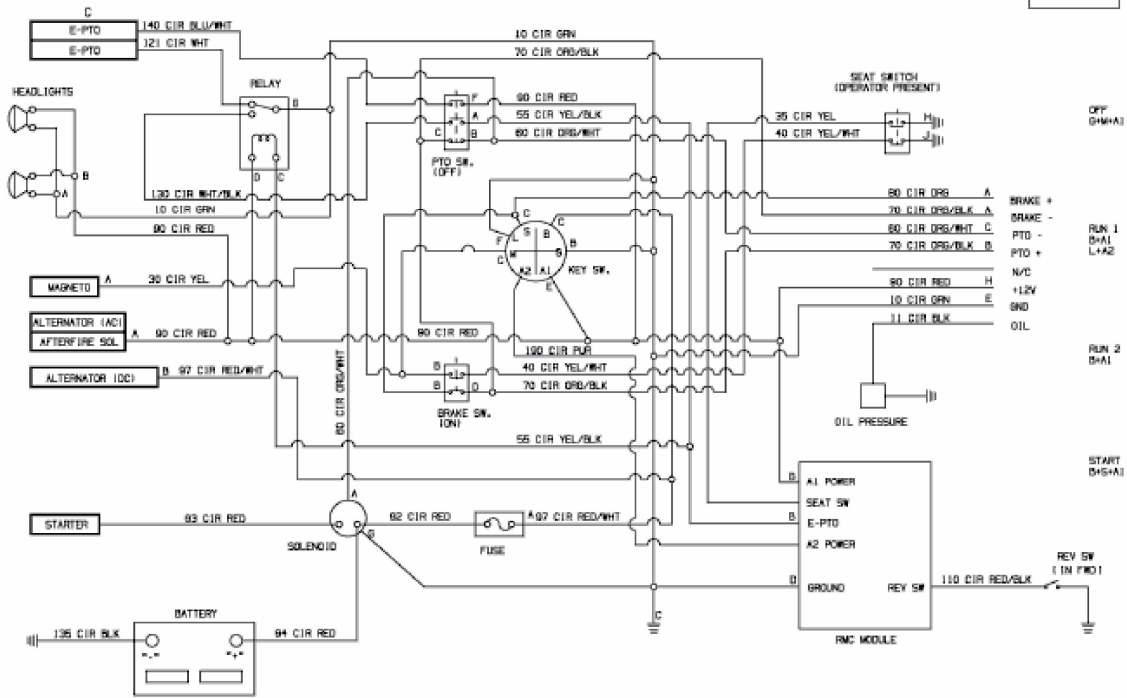 C
E-PTO
140 CIR BLU/WHT
E-PTO
121 CIR WHT
10 CIR GRN
70 CIR ORG/BLK
HEADLIGHTS
RELAY
G
D C
B
A
130 CIR WHT/BLK
10 CIR GRN
90 CIR RED
F
A
C B
PTO SW.
(OFF)
90 CIR RED
55 CIR YEL/BLK
60 CIR ORG/WHT
SEAT SWITCH
(OPERATOR PRESENT)
35 CIR YEL
40 CIR YEL/WHT
H
J
OFF
G+M+A1
RUN 1
B+A1
L+A2
RUN 2
B+A1
START
B+S+A1
80 CIR ORG A BRAKE +
70 CIR ORG/BLK A BRAKE -
60 CIR ORG/WHT C PTO -
70 CIR ORG/BLK B PTO +
N/C
90 CIR RED H +12V
10 CIR GRN E GND
11 CIR BLK OIL
C C
S B
F L
C M G B
A2 A1
E
KEY SW.
MAGNETO A 30 CIR YEL
ALTERNATOR (AC)
AFTERFIRE SOL A 90 CIR RED
90 CIR RED
190 CIR PUR
ALTERNATOR (DC) B 97 CIR RED/WHT
B
B D
40 CIR YEL/WHT
70 CIR ORG/BLK
BRAKE SW.
(ON)
60 CIR ORG/WHT
55 CIR YEL/BLK
OIL PRESSURE
STARTER
93 CIR RED
A
G
SOLENOID
92 CIR RED
FUSE
A 97 CIR RED/WHT
D A1 POWER
SEAT SW
B E-PTO
A2 POWER
D GROUND
REV SW
RMC MODULE
110 CIR RED/BLK
REV SW
(IN FWD)
C
BATTERY
135 CIR BLK
"-"
"+"
94 CIR RED